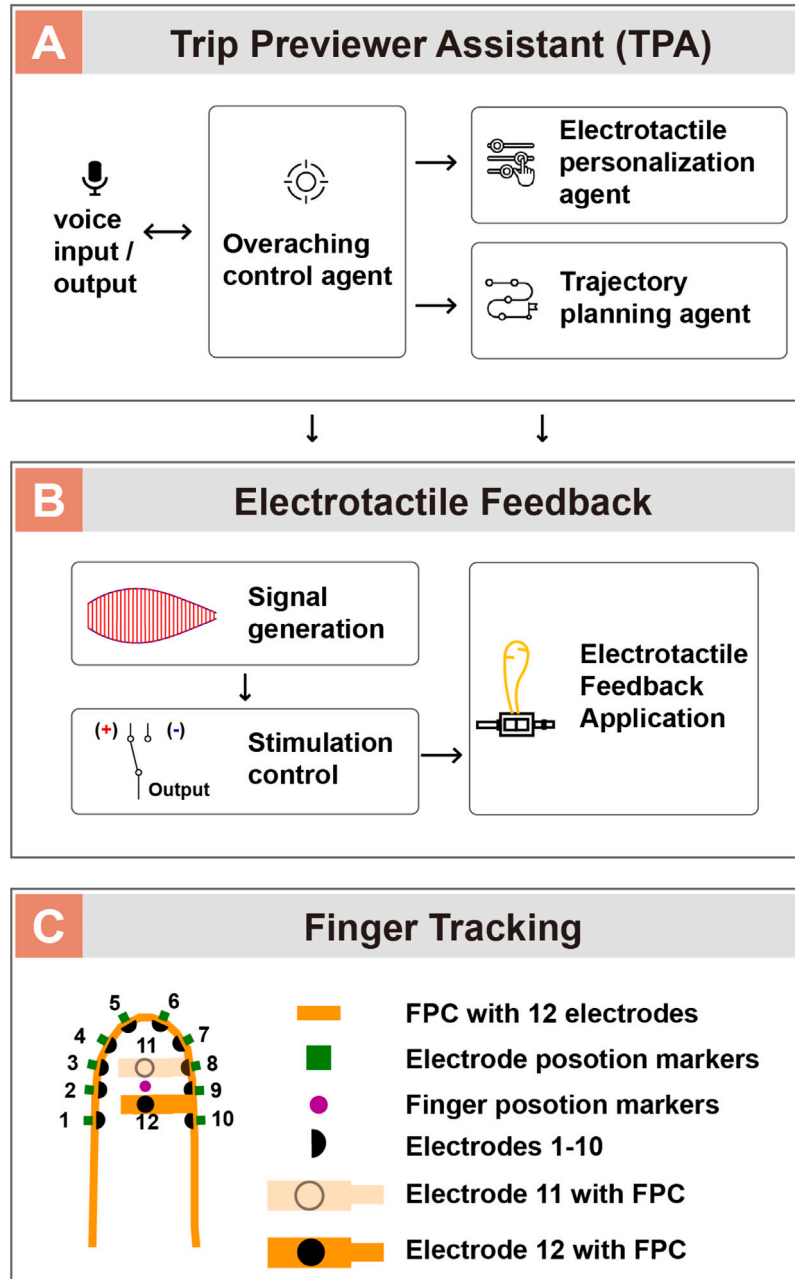 A
Trip Previewer Assistant (TPA)
voice
input /
output
Overaching
control agent
Electrotactile
personalization
agent
Trajectory
planning agent
B
Electrotactile Feedback
Signal
generation
(+)
(-)
Output
Stimulation
control
Electrotactile
Feedback
Application
C
Finger Tracking
5
6
4
7
3
11
8
2
9
1
12
10
FPC with 12 electrodes
Electrode posotion markers
Finger posotion markers
Electrodes 1-10
Electrode 11 with FPC
Electrode 12 with FPC